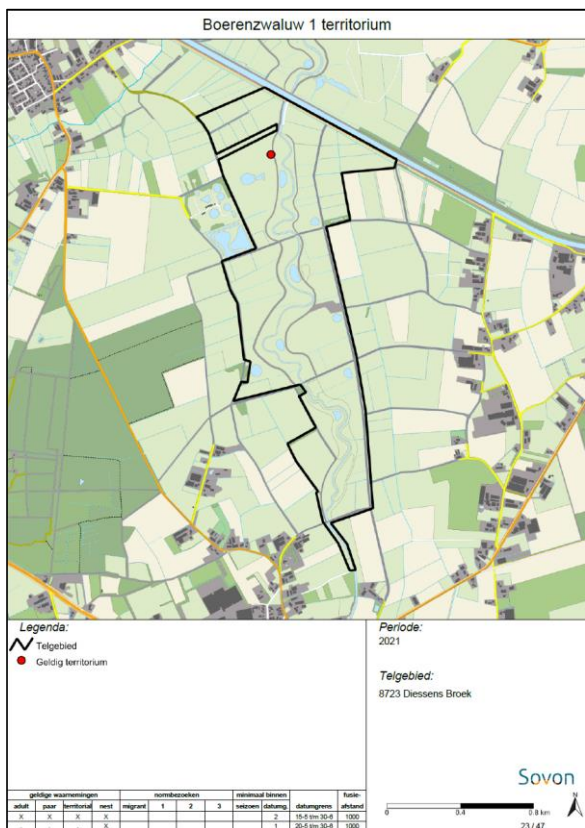 Boerenzwaluw 1 territorium
Legenda:
Telgebied
Geldig territorium
Periode:
2021
Telgebied:
8723 Diessens Broek
Sovon
0 0.4 0.8 km
N
23 / 47
geldige waarnemingen normbezoeken minimaal binnen fusie-
adult paar territoriaal nest migrant 1 2 3 seizoen datumg. datumgrens afstand
X X X X 2 15-5 t/m 30-6 1000
. . . X 1 20-5 t/m 30-6 1000